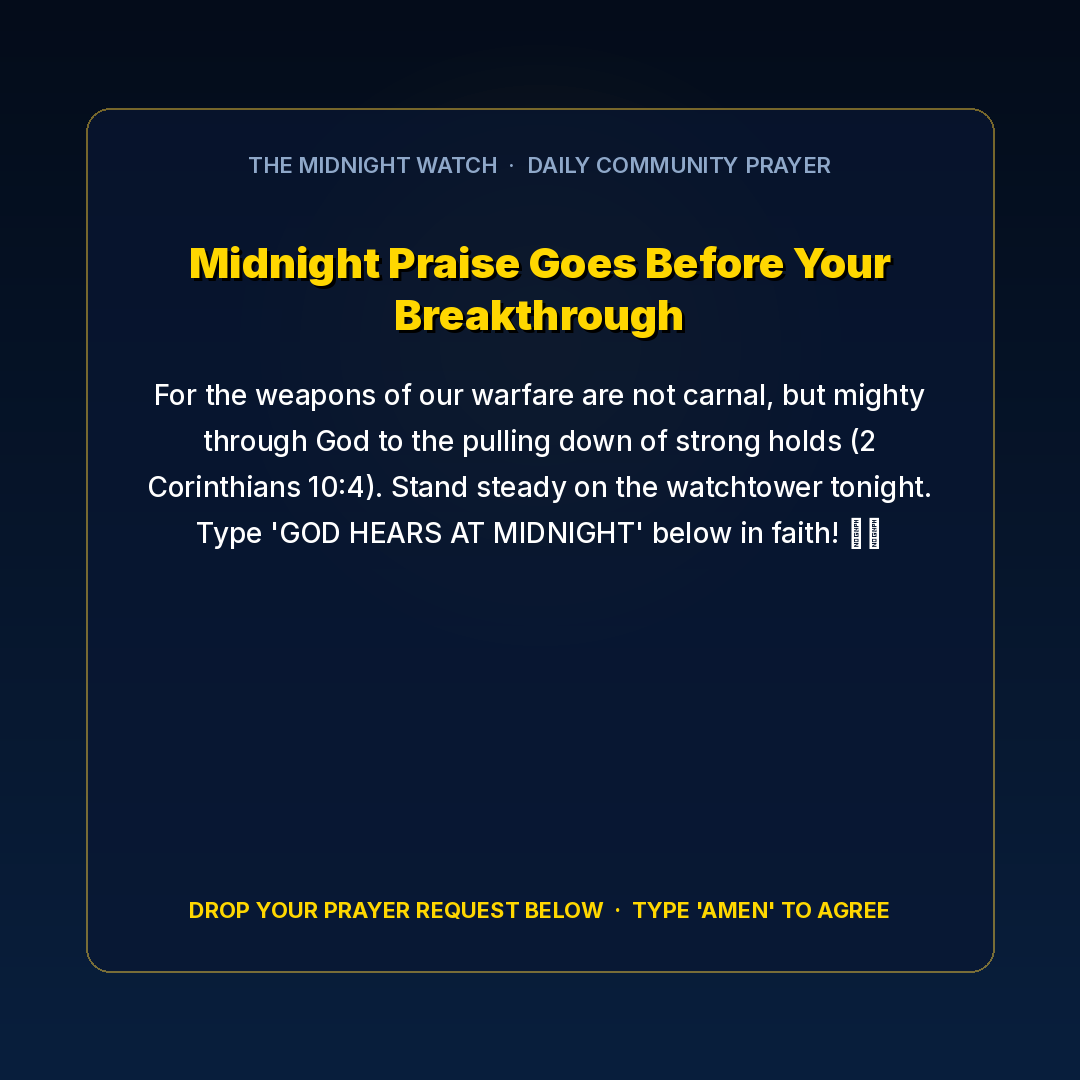 THE MIDNIGHT WATCH · DAILY COMMUNITY PRAYER
Midnight Praise Goes Before Your
Breakthrough
For the weapons of our warfare are not carnal, but mighty
through God to the pulling down of strong holds (2
Corinthians 10:4). Stand steady on the watchtower tonight.
Type 'GOD HEARS AT MIDNIGHT' below in faith!
DROP YOUR PRAYER REQUEST BELOW · TYPE 'AMEN' TO AGREE